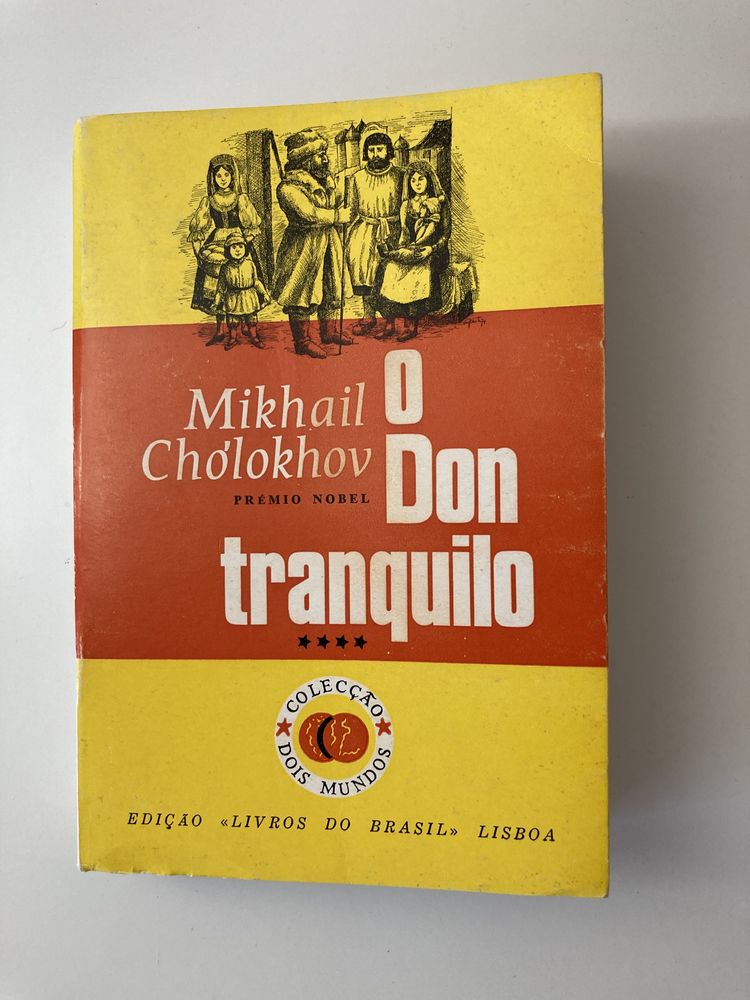 Mikhail
Chólokhov
PRÉMIO NOBEL
O
Don
tranquilo
COLECÇÃO
DOIS MUNDOS
EDIÇÃO «LIVROS DO BRASIL» LISBOA